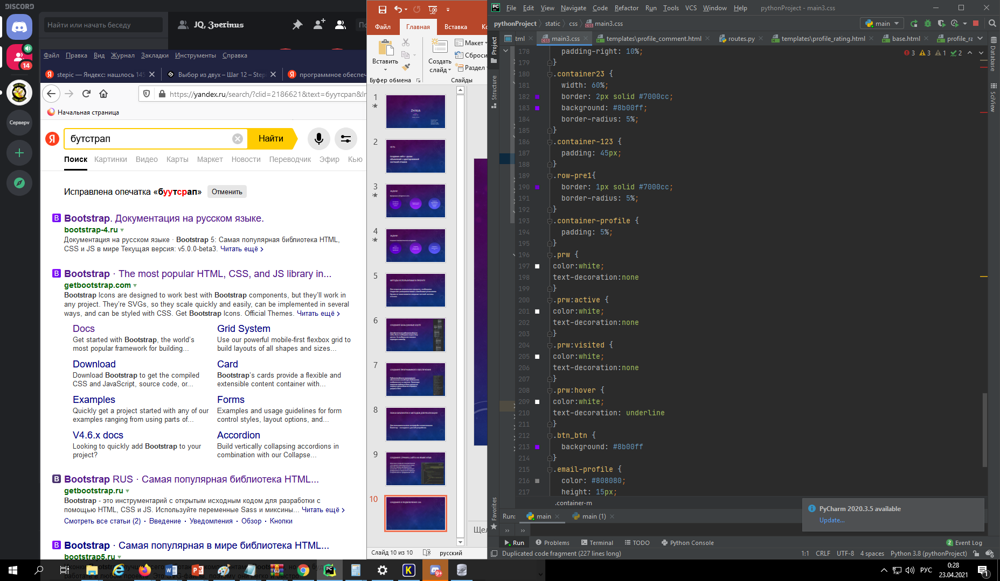 DISCORD
Найти или начать беседу
JQ, 3verinus
14
Серверу
Файл Правка Вид Журнал Закладки Инструменты Справка
stepic — Яндекс: нашлось 145
Выбор из двух – Шаг 12 – Step
программное обеспеч
https://yandex.ru/search/?clid=2186621&text=буутсрап&lr
Начальная страница
Я
бутстрап
Найти
Поиск Картинки Видео Карты Маркет Новости Переводчик Эфир Кью
Исправлена опечатка «буутсрап» Отменить
Bootstrap. Документация на русском языке.
bootstrap-4.ru
Документация на русском языке · Bootstrap 5: Самая популярная библиотека HTML,
CSS и JS в мире Текущая версия: v5.0.0-beta3. Читать ещё >
Bootstrap · The most popular HTML, CSS, and JS library in...
getbootstrap.com
Bootstrap Icons are designed to work best with Bootstrap components, but they'll work in
any project. They're SVGs, so they scale quickly and easily, can be implemented in several
ways, and can be styled with CSS. Get Bootstrap Icons. Official Themes. Читать ещё >
Docs
Get started with Bootstrap, the world's
most popular framework for building...
Grid System
Use our powerful mobile-first flexbox grid to
build layouts of all shapes and sizes...
Download
Download Bootstrap to get the compiled
CSS and JavaScript, source code, or...
Card
Bootstrap's cards provide a flexible and
extensible content container with...
Examples
Quickly get a project started with any of our
examples ranging from using parts of...
Forms
Examples and usage guidelines for form
control styles, layout options, and...
V4.6.x docs
Looking to quickly add Bootstrap to your
project?
Accordion
Build vertically collapsing accordions in
combination with our Collapse...
Bootstrap RUS · Самая популярная библиотека HTML...
getbootstrap.ru
Bootstrap - это инструментарий с открытым исходным кодом для разработки с
помощью HTML, CSS и JS. Используйте переменные Sass и миксины... Читать ещё >
Смотреть все статьи (2) · Введение · Уведомления · Обзор · Кнопки
Bootstrap · Самая популярная в мире библиотека HTML...
bootstrap5.ru
Файл Главная Вставка
Вставить
Создать
слайд
Макет
Сброси
Раздел
Буфер обмена
Слайды
1
2
3
4
5
6
7
8
9
10
Слайд 10 из 10 русский
File Edit View Navigate Code Refactor Run Tools VCS Window Help pythonProject - main3.css
pythonProject static css main3.css
main
tml main3.css templates\profile_comment.html routes.py templates\profile_rating.html base.html profile_ra
Project
Structure
Favorites
Database
SciView
3 3 1 2
178 padding-right: 10%;
179 }
180 .container23 {
181 width: 60%;
182 border: 2px solid #7000cc;
183 background: #8b00ff;
184 border-radius: 5%;
185 }
186 .container-123 {
187 padding: 45px;
188 }
189 .row-pre1{
190 border: 1px solid #7000cc;
191 border-radius: 5%;
192 }
193 .container-profile {
194 padding: 5%;
195 }
196 .prw {
197 color:white;
198 text-decoration:none
199 }
200 .prw:active {
201 color:white;
202 text-decoration:none
203 }
204 .prw:visited {
205 color:white;
206 text-decoration:none
207 }
208 .prw:hover {
209 color:white;
210 text-decoration: underline
211 }
212 .btn_btn {
213 background: #8b00ff
214 }
215 .email-profile {
216 color: #808080;
217 height: 15px;
.container-m
PyCharm 2020.3.5 available
Update...
Run: main main (1)
Run Problems Terminal TODO Python Console 2 Event Log
Duplicated code fragment (227 lines long) 1:1 CRLF UTF-8 4 spaces Python 3.8 (pythonProject)
РУС
0:28
23.04.2021